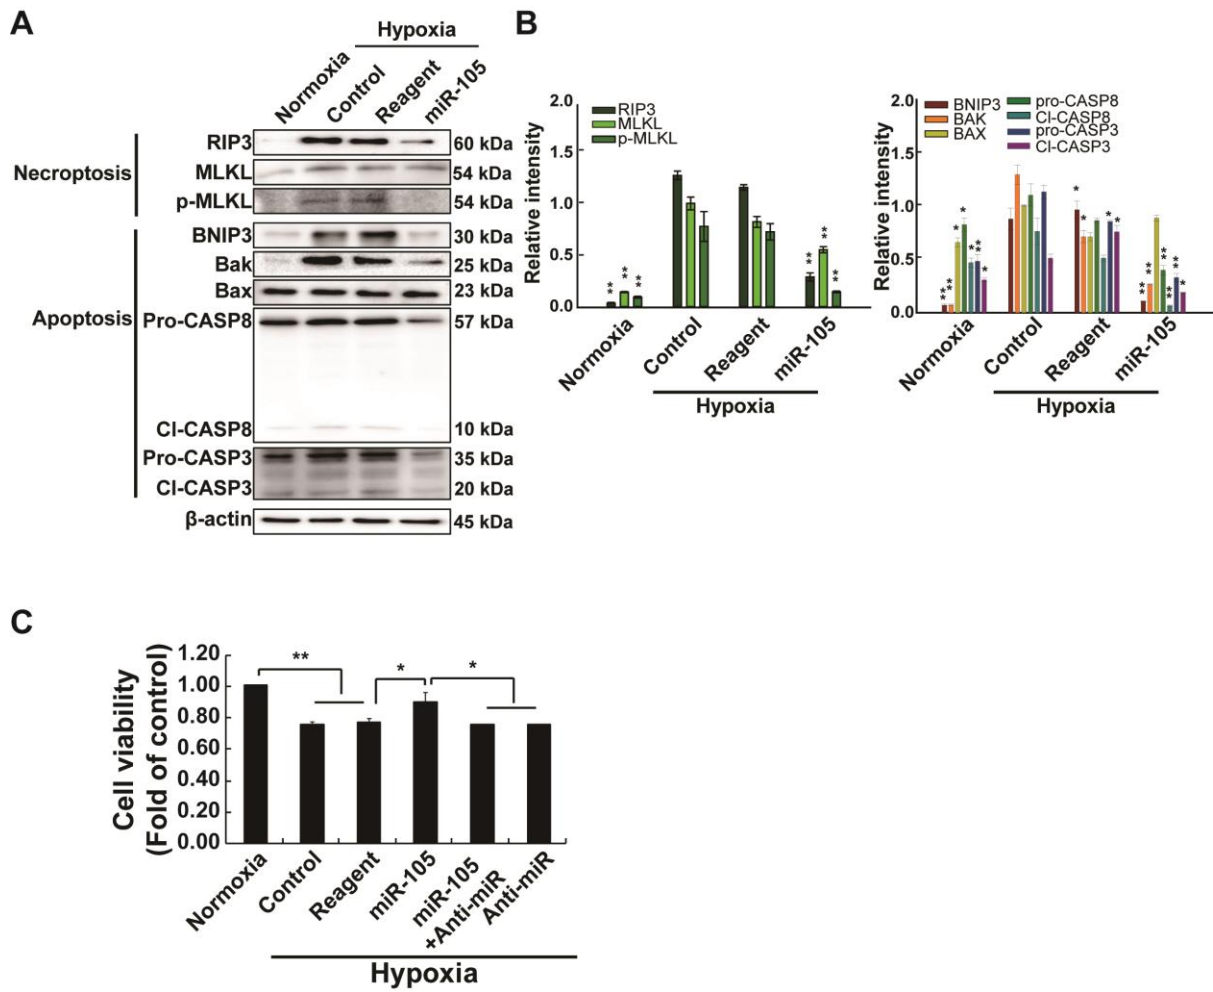 A
Hypoxia
Normoxia
Control
Reagent
miR-105
Necroptosis
RIP3
60 kDa
MLKL
54 kDa
p-MLKL
54 kDa
Apoptosis
BNIP3
30 kDa
Bak
25 kDa
Bax
23 kDa
Pro-CASP8
57 kDa
Cl-CASP8
10 kDa
Pro-CASP3
35 kDa
Cl-CASP3
20 kDa
β-actin
45 kDa
B
Relative intensity
2.0
1.5
1.0
0.5
0.0
RIP3
MLKL
p-MLKL
**
**
**
**
**
**
Normoxia
Control
Reagent
miR-105
Hypoxia
Relative intensity
2.0
1.5
1.0
0.5
0.0
BNIP3
BAK
BAX
pro-CASP8
Cl-CASP8
pro-CASP3
Cl-CASP3
**
**
*
*
**
**
*
*
*
*
*
**
**
**
**
**
*
Normoxia
Control
Reagent
miR-105
Hypoxia
C
Cell viability
(Fold of control)
1.20
1.00
0.80
0.60
0.40
0.20
0.00
**
*
*
Normoxia
Control
Reagent
miR-105
miR-105
+Anti-miR
Anti-miR
Hypoxia